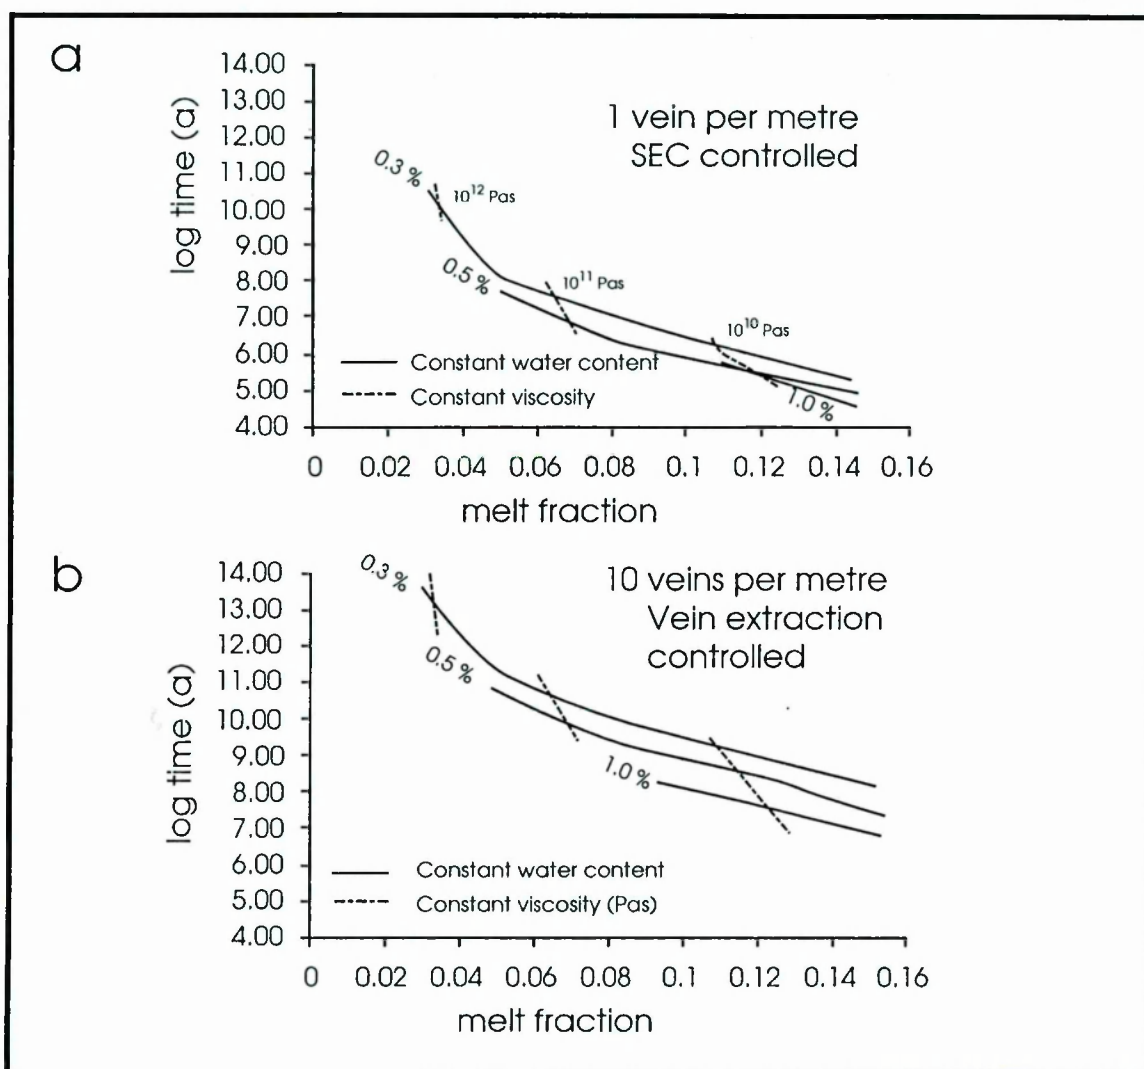 a
1 vein per metre
SEC controlled
log time (a)
14.00
13.00
12.00
11.00
10.00
9.00
8.00
7.00
6.00
5.00
4.00
0.3 %
10¹² Pas
0.5 %
10¹¹ Pas
10¹⁰ Pas
1.0 %
Constant water content
Constant viscosity
0 0.02 0.04 0.06 0.08 0.1 0.12 0.14 0.16
melt fraction
b
10 veins per metre
Vein extraction
controlled
log time (a)
14.00
13.00
12.00
11.00
10.00
9.00
8.00
7.00
6.00
5.00
4.00
0.3 %
0.5 %
1.0 %
Constant water content
Constant viscosity (Pas)
0 0.02 0.04 0.06 0.08 0.1 0.12 0.14 0.16
melt fraction